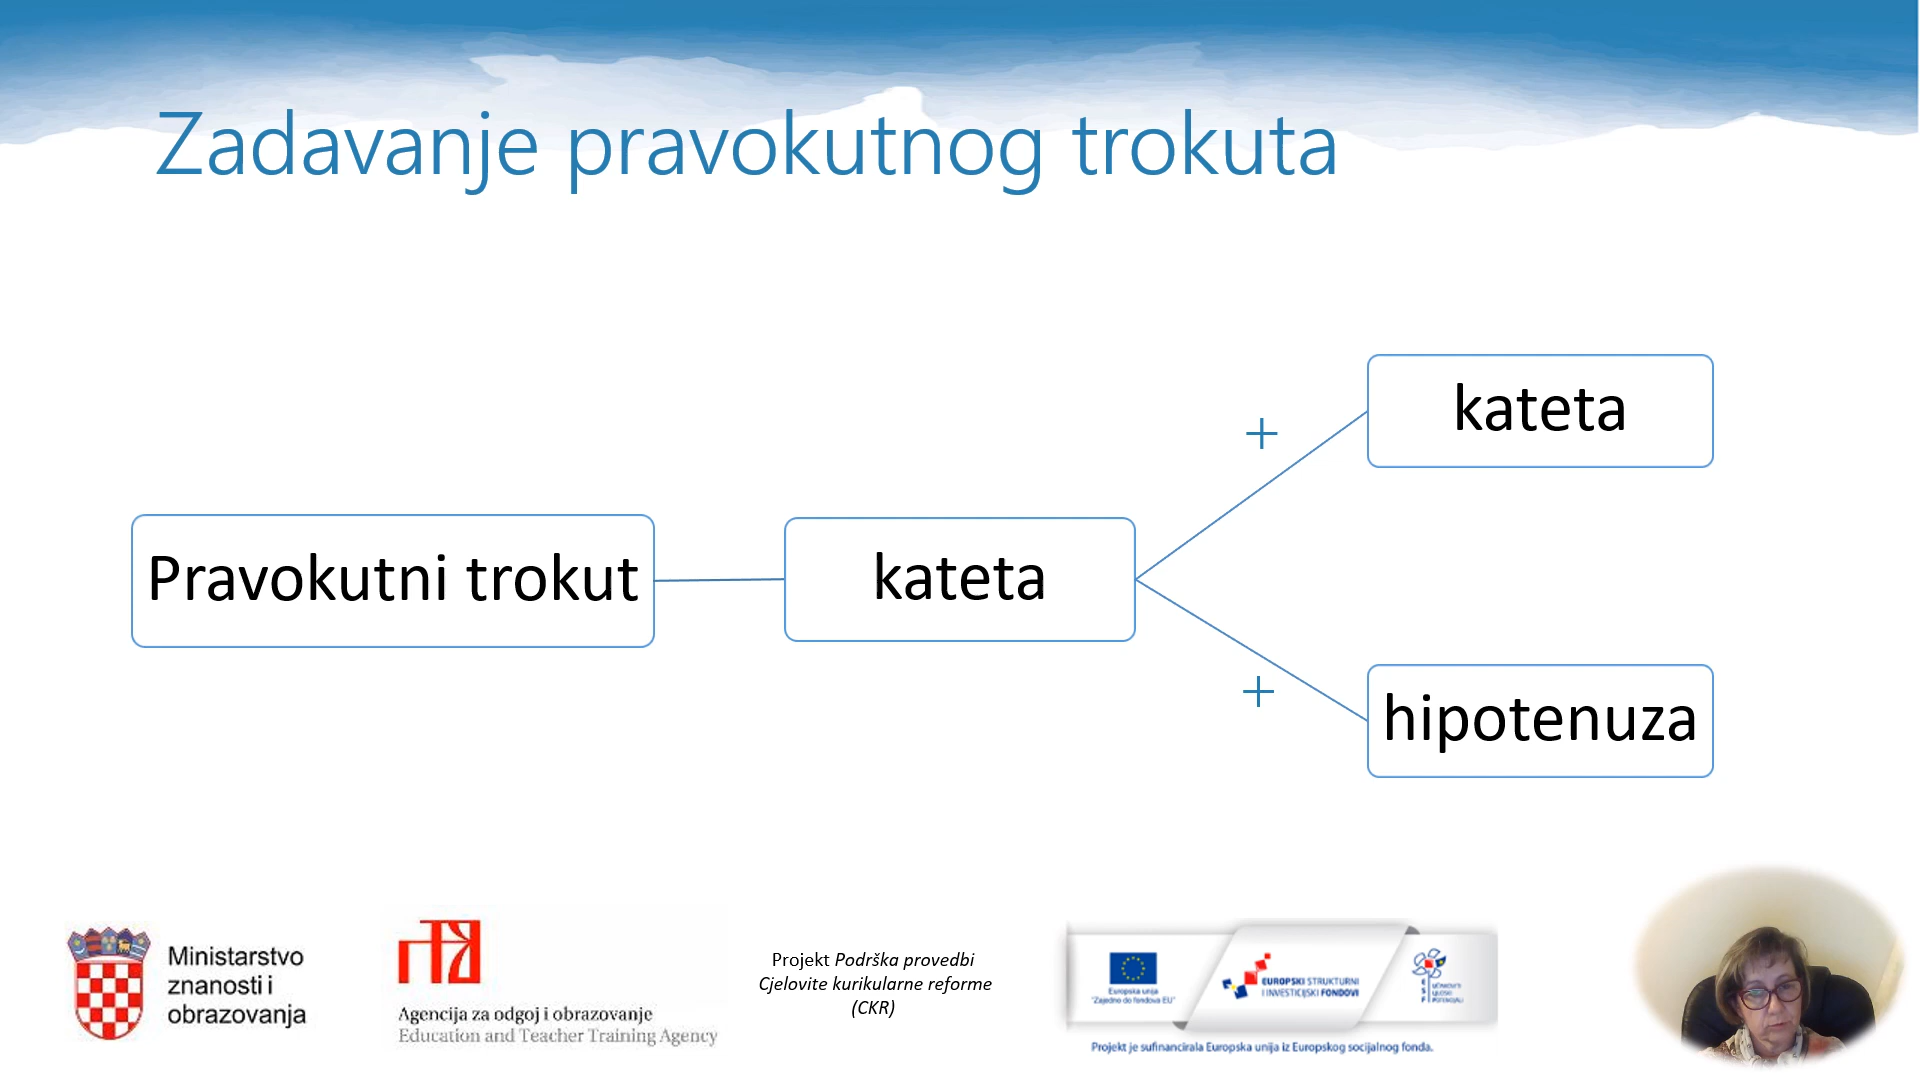 Zadavanje pravokutnog trokuta
kateta
+
Pravokutni trokut
kateta
+
hipotenuza
Ministarstvo
znanosti i
obrazovanja
Agencija za odgoj i obrazovanje
Education and Teacher Training Agency
Projekt Podrška provedbi
Cjelovite kurikularne reforme
(CKR)
Europska unija
"Zajedno do fondova EU"
EUROPSKI STRUKTURNI
I INVESTICIJSKI FONDOVI
Projekt je sufinancirala Europska unija iz Europskog socijalnog fonda.